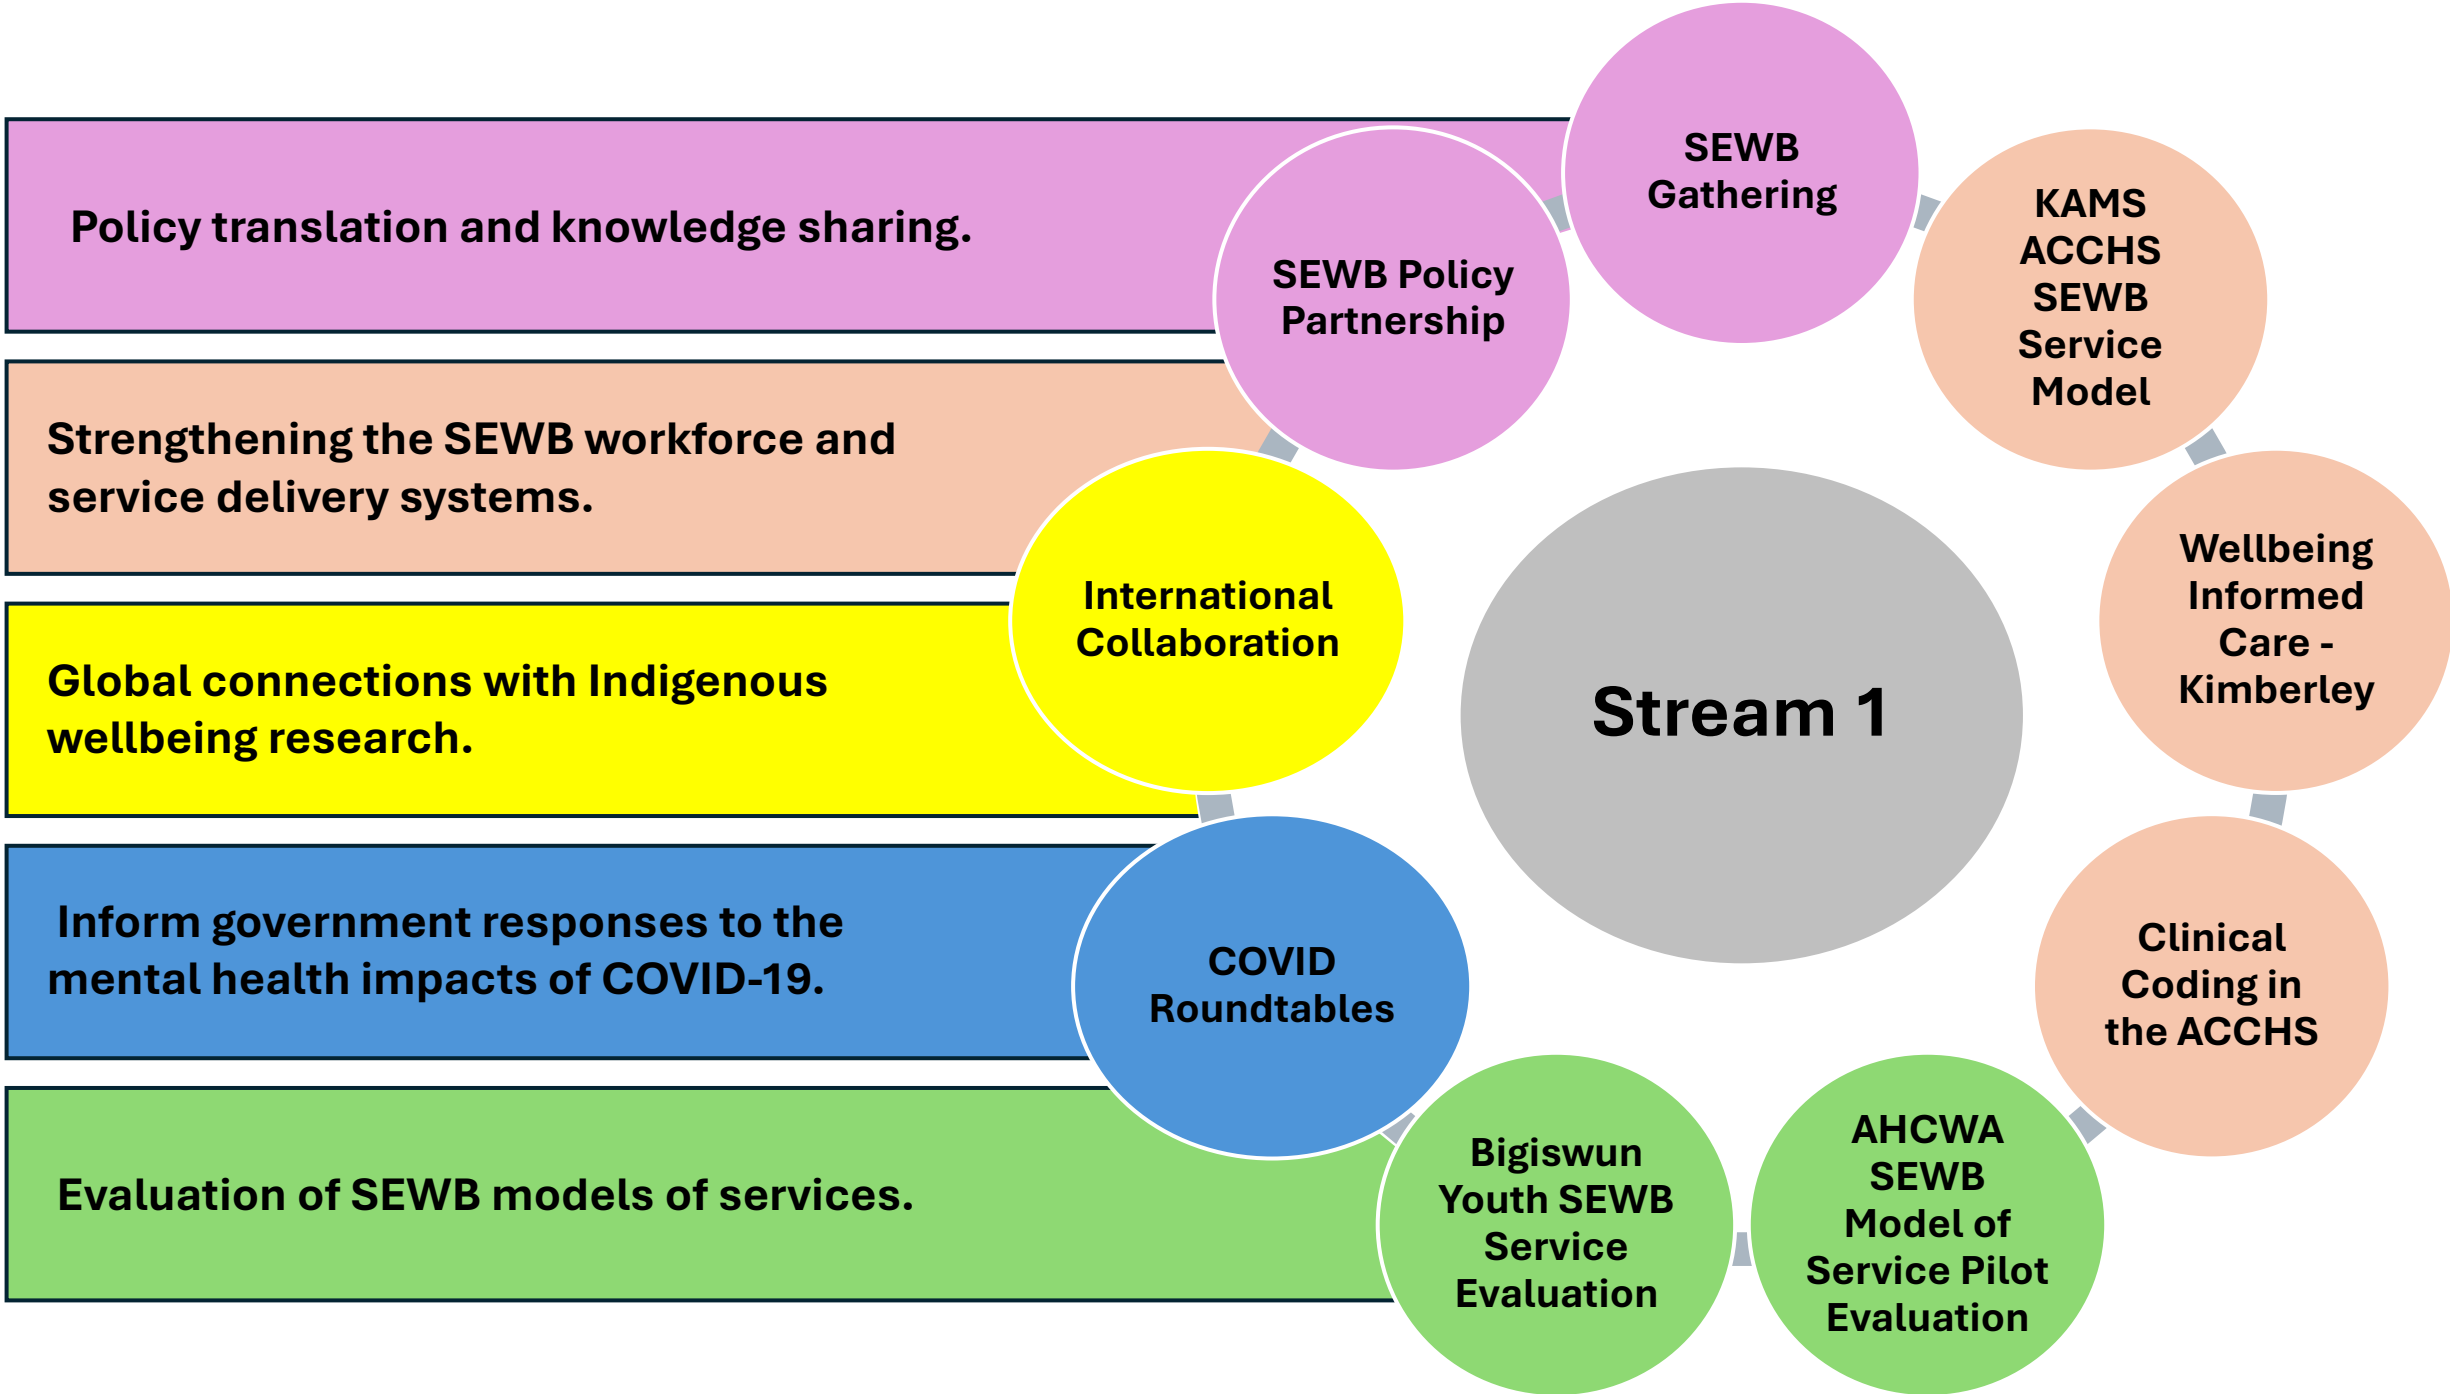 Policy translation and knowledge sharing.
Strengthening the SEWB workforce and
service delivery systems.
Global connections with Indigenous
wellbeing research.
Inform government responses to the
mental health impacts of COVID-19.
Evaluation of SEWB models of services.
SEWB
Gathering
KAMS
ACCHS
SEWB
Service
Model
Wellbeing
Informed
Care -
Kimberley
Clinical
Coding in
the ACCHS
AHCWA
SEWB
Model of
Service Pilot
Evaluation
Bigiswun
Youth SEWB
Service
Evaluation
COVID
Roundtables
International
Collaboration
SEWB Policy
Partnership
Stream 1